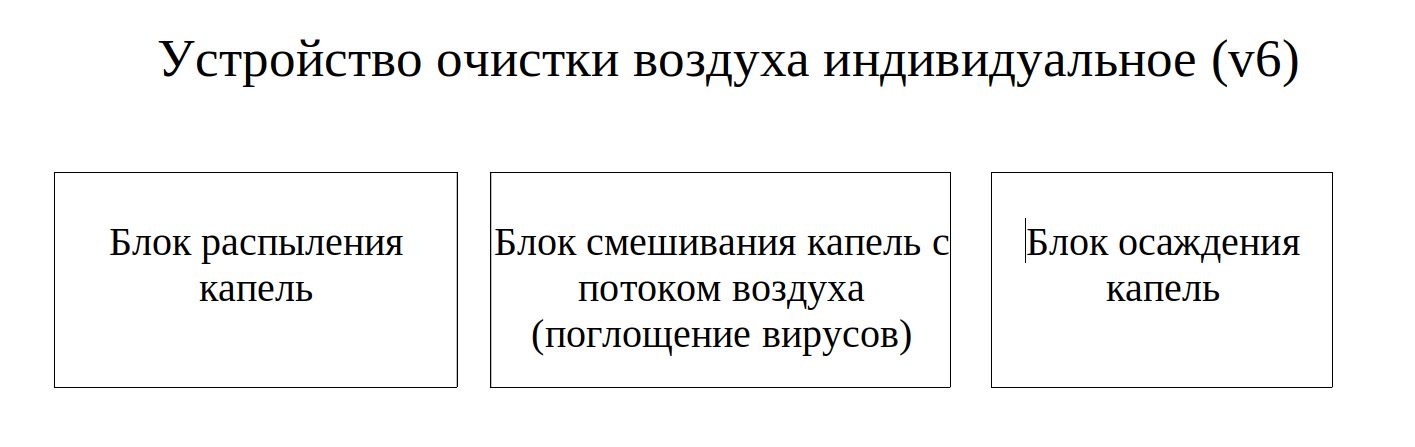 Устройство очистки воздуха индивидуальное (v6)
Блок распыления
капель
Блок смешивания капель с
потоком воздуха
(поглощение вирусов)
Блок осаждения
капель